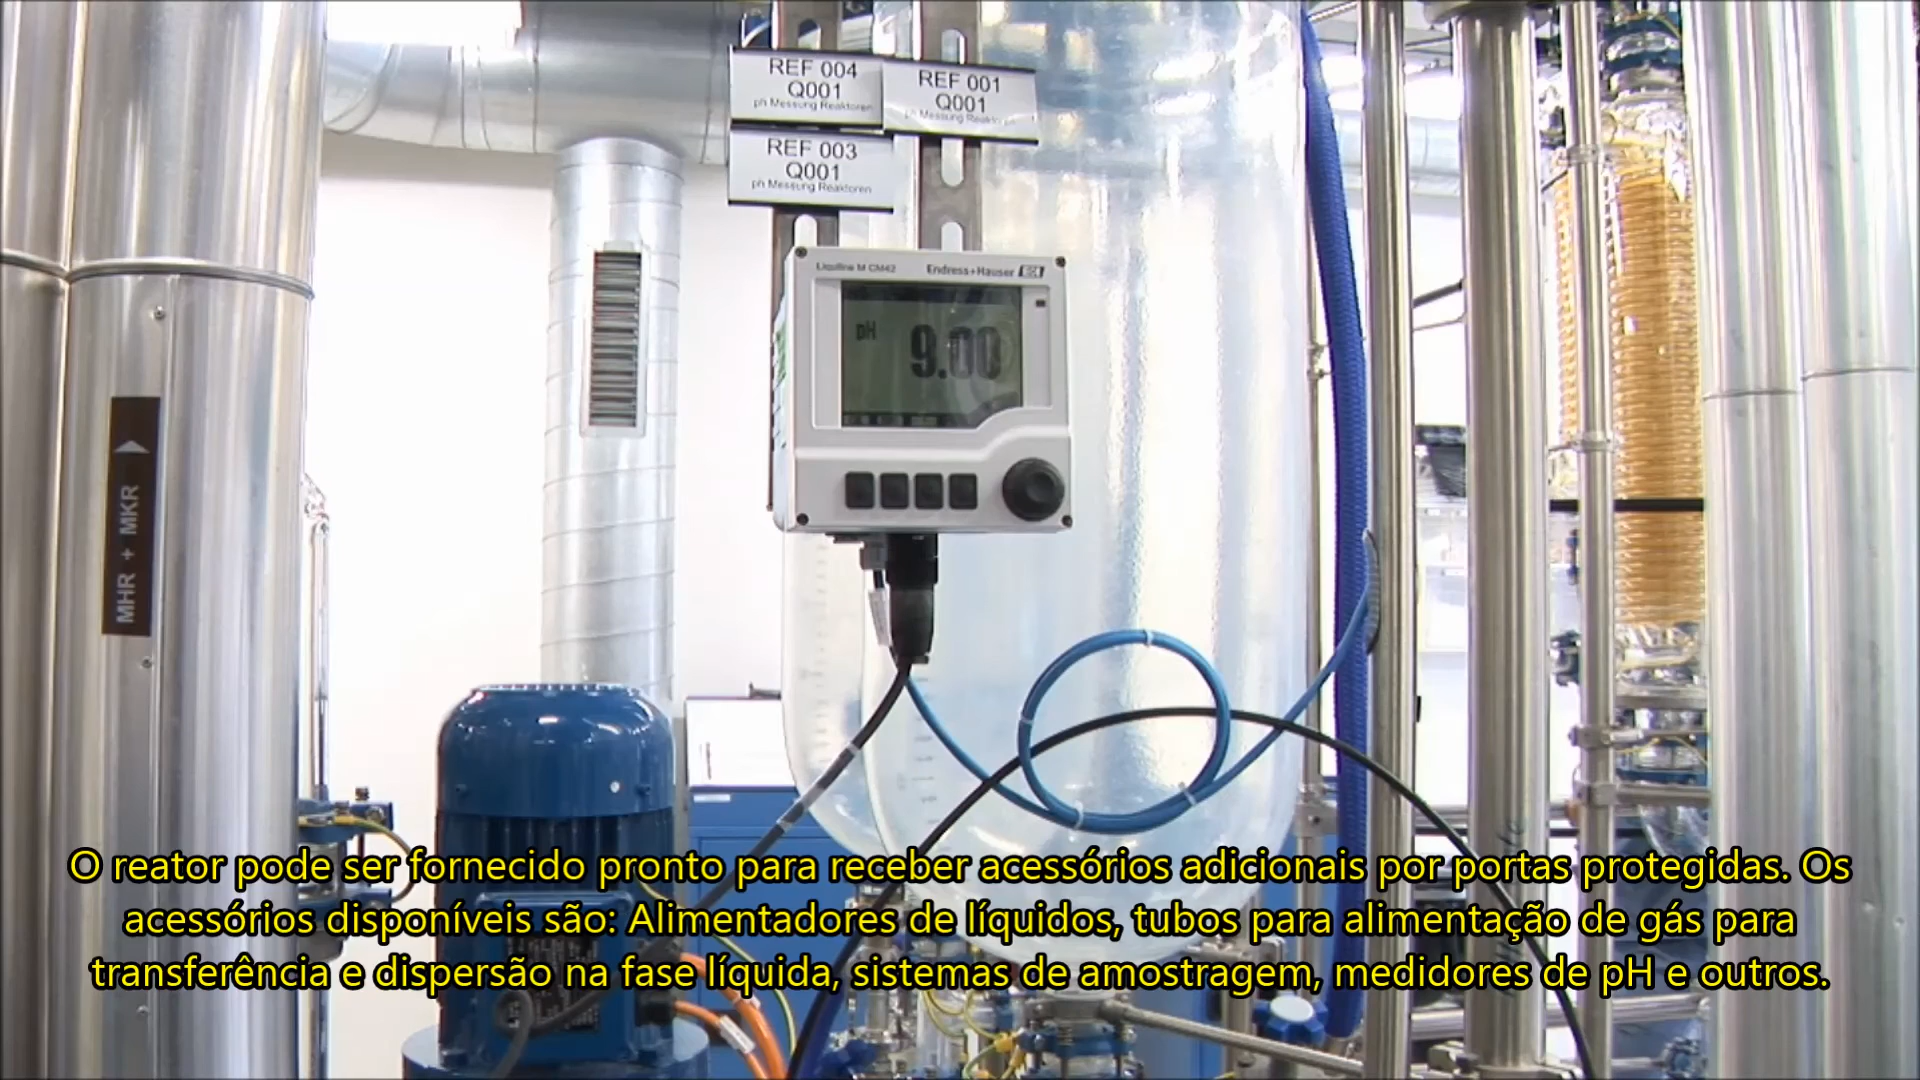 REF 004
Q001
ph Messung Reaktoren
REF 001
Q001
ph Messung Reaktoren
REF 003
Q001
ph Messung Reaktoren
Liquiline M CM42
Endress+Hauser
pH
9.00
MHR + MKR
O reator pode ser fornecido pronto para receber acessórios adicionais por portas protegidas. Os
acessórios disponíveis são: Alimentadores de líquidos, tubos para alimentação de gás para
transferência e dispersão na fase líquida, sistemas de amostragem, medidores de pH e outros.